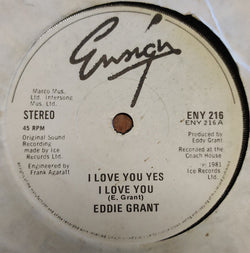 Ensign
Marco Mus.
Ltd. Intersong
Mus. Ltd.
STEREO
45 RPM
Original Sound
Recording
made by Ice
Records Ltd
Engineered by
Frank Agaratt
ENY 216
ENY 216A
Produced by
Eddy Grant
Recorded at the
Coach House
℗ 1981
Ice Records
Ltd.
I LOVE YOU YES
I LOVE YOU
(E. Grant)
EDDIE GRANT